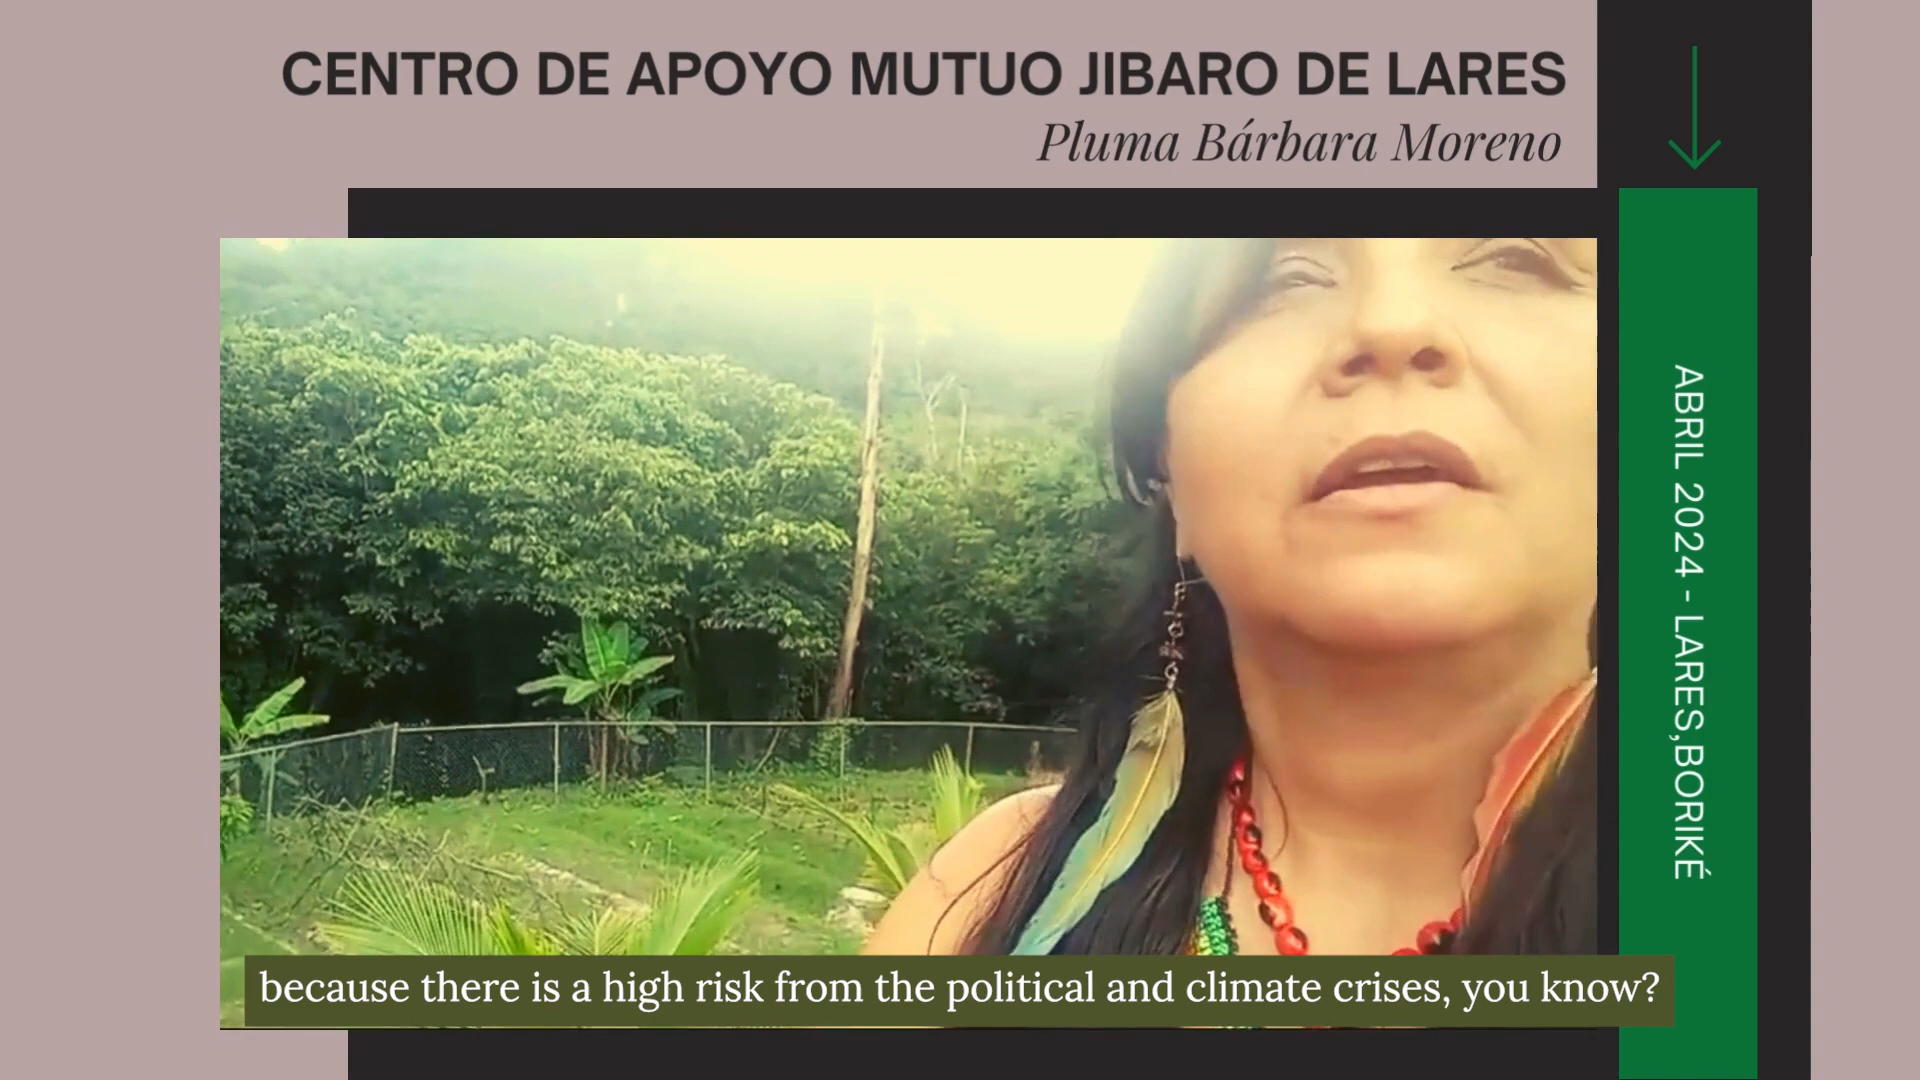 CENTRO DE APOYO MUTUO JIBARO DE LARES
Pluma Bárbara Moreno
ABRIL 2024 - LARES,BORIKÉ
because there is a high risk from the political and climate crises, you know?